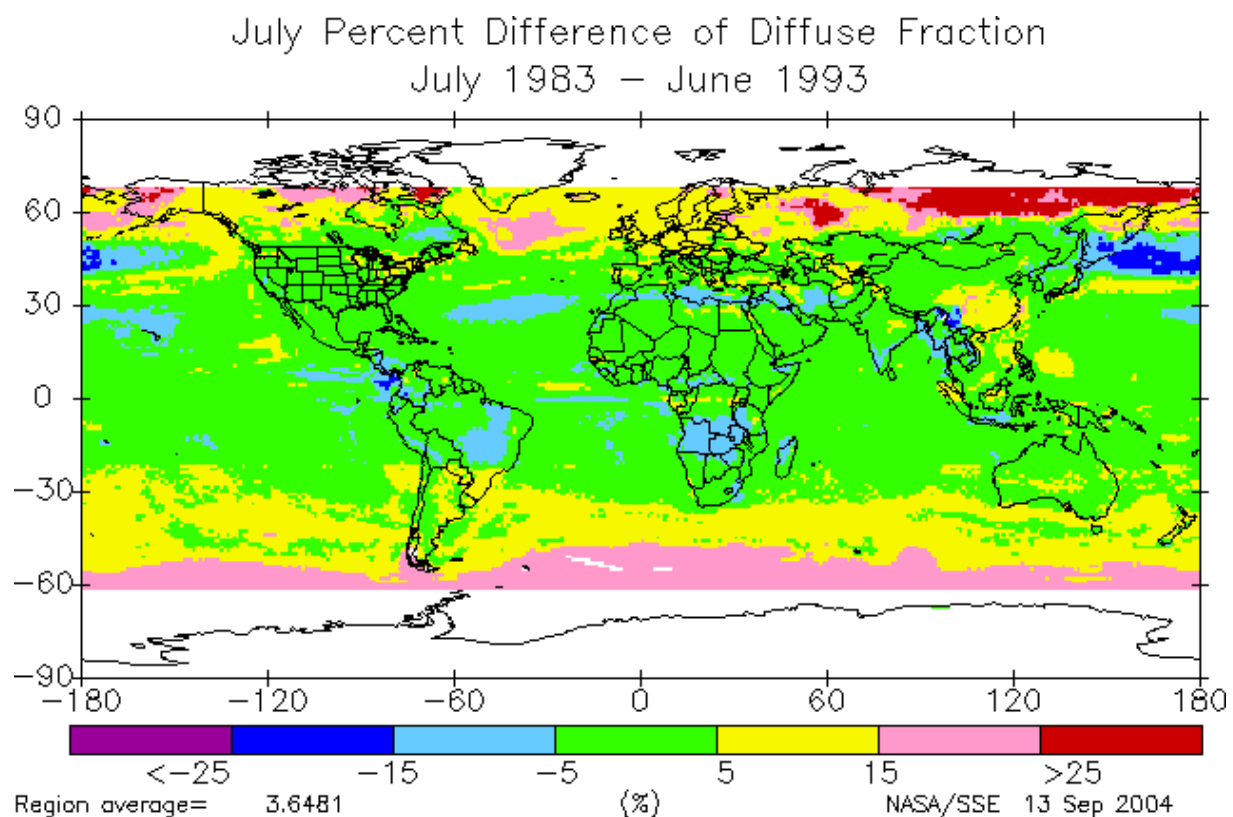 July Percent Difference of Diffuse Fraction
July 1983 – June 1993
90
60
30
0
−30
−60
−90
−180 −120 −60 0 60 120 180
<−25 −15 −5 5 15 >25
Region average= 3.6481 (%) NASA/SSE 13 Sep 2004